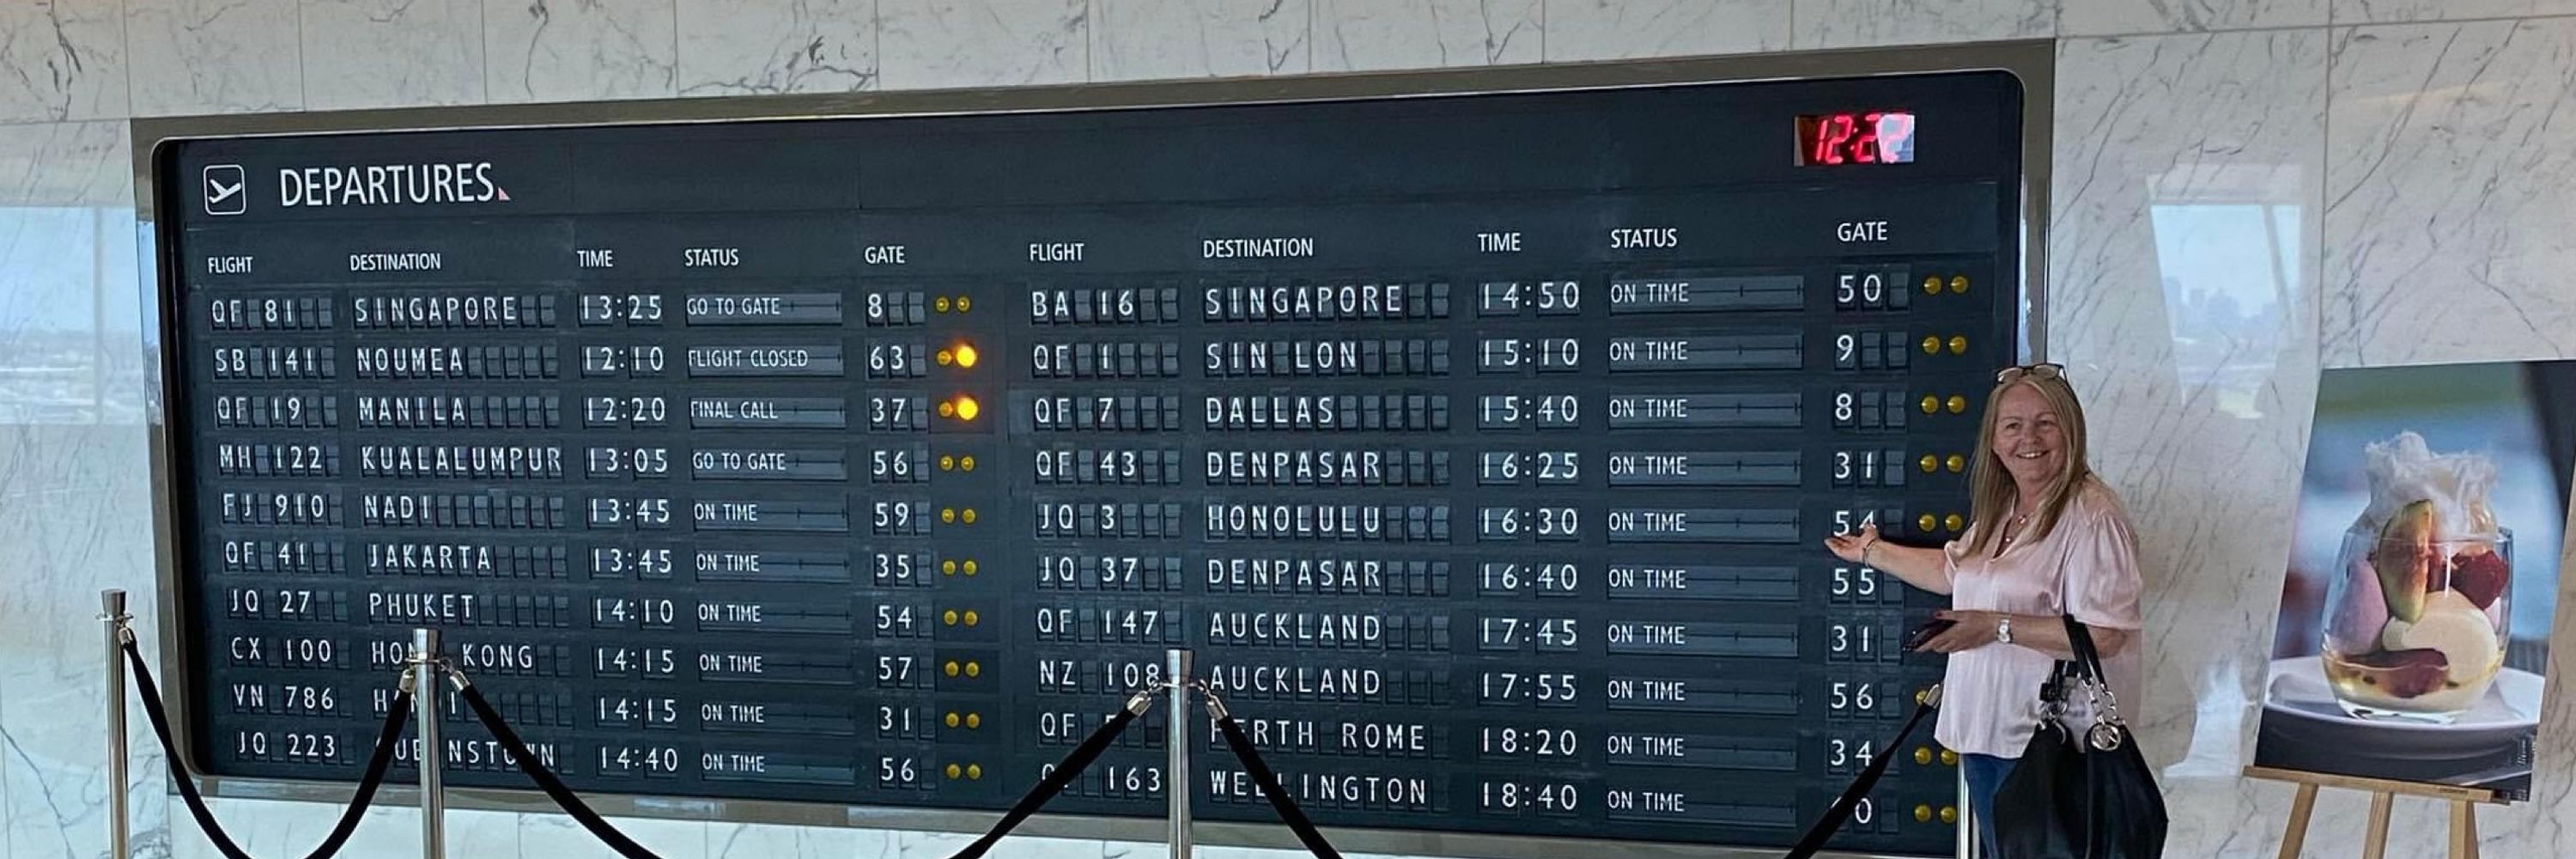 DEPARTURES
12:22
FLIGHT DESTINATION TIME STATUS GATE
QF 81 SINGAPORE 13:25 GO TO GATE 8
SB 141 NOUMEA 12:10 FLIGHT CLOSED 63
QF 19 MANILA 12:20 FINAL CALL 37
MH 122 KUALALUMPUR 13:05 GO TO GATE 56
FJ 910 NADI 13:45 ON TIME 59
QF 41 JAKARTA 13:45 ON TIME 35
JQ 27 PHUKET 14:10 ON TIME 54
CX 100 KONG 14:15 ON TIME 57
VN 786 14:15 ON TIME 31
JQ 223 14:40 ON TIME 56
FLIGHT DESTINATION TIME STATUS GATE
BA 16 SINGAPORE 14:50 ON TIME 50
QF 1 SIN LON 15:10 ON TIME 9
QF 7 DALLAS 15:40 ON TIME 8
QF 43 DENPASAR 16:25 ON TIME 31
JQ 3 HONOLULU 16:30 ON TIME 54
JQ 37 DENPASAR 16:40 ON TIME 55
QF 147 AUCKLAND 17:45 ON TIME 31
NZ 108 AUCKLAND 17:55 ON TIME 56
QF PERTH ROME 18:20 ON TIME 34
163 WELLINGTON 18:40 ON TIME